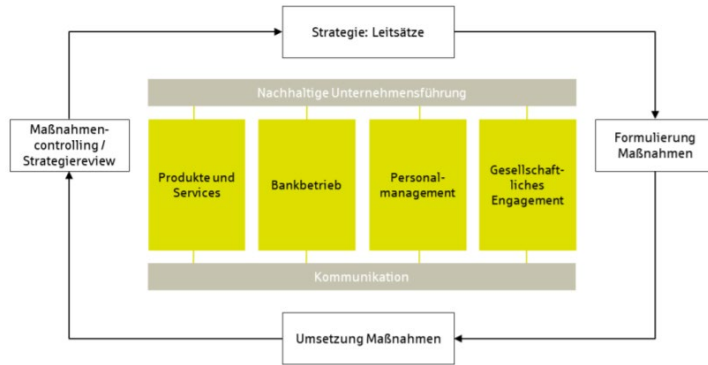 Strategie: Leitsätze
Nachhaltige Unternehmensführung
Maßnahmen-
controlling /
Strategiereview
Formulierung
Maßnahmen
Produkte und
Services
Bankbetrieb
Personal-
management
Gesellschaft-
liches
Engagement
Kommunikation
Umsetzung Maßnahmen